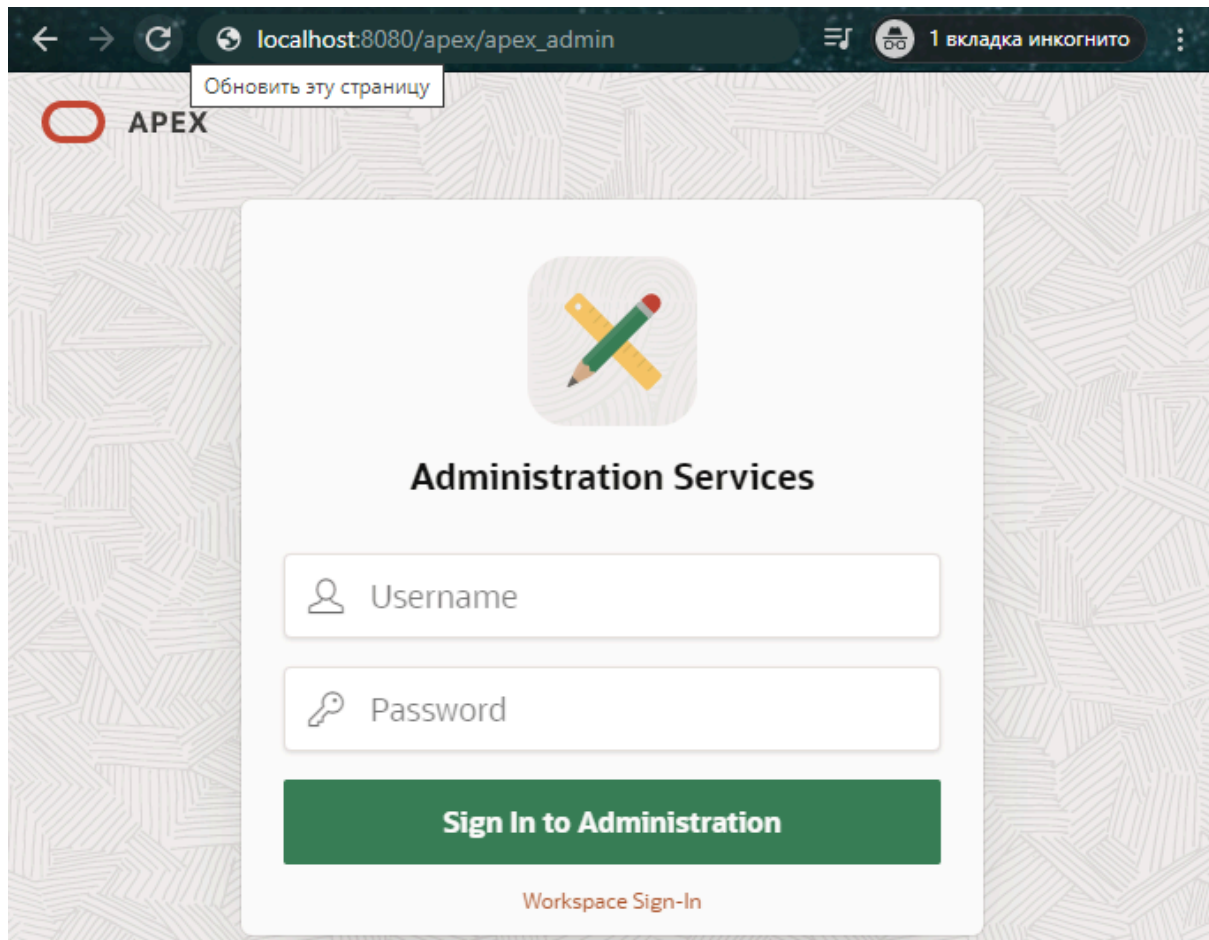 localhost:8080/apex/apex_admin
1 вкладка инкогнито
Обновить эту страницу
APEX
Administration Services
Username
Password
Sign In to Administration
Workspace Sign-In